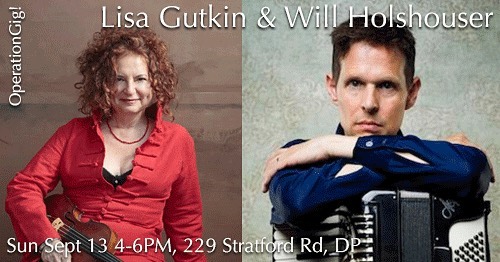 Lisa Gutkin & Will Holshouser
OperationGig!
Sun Sept 13 4-6PM, 229 Stratford Rd, DP